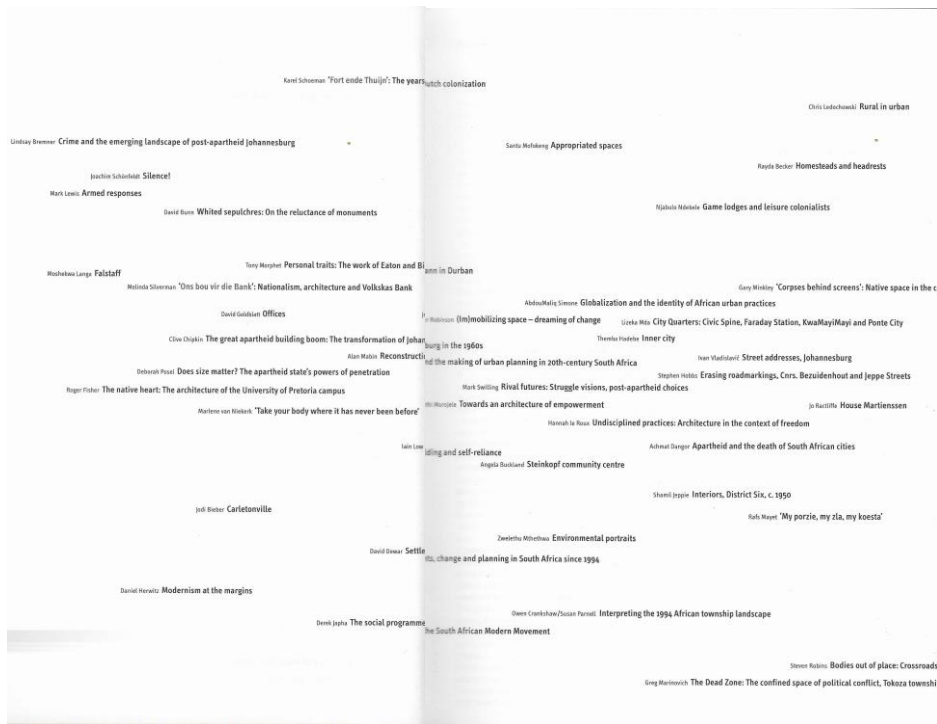 Karel Schoeman 'Fort ende Thuijn': The years utch colonization
Chris Ledochowski Rural in urban
Lindsay Bremner Crime and the emerging landscape of post-apartheid Johannesburg
Santu Mofokeng Appropriated spaces
Rayda Becker Homesteads and headrests
Joachim Schönfeldt Silence!
Mark Lewis Armed responses
Njabulo Ndebele Game lodges and leisure colonialists
David Bunn Whited sepulchres: On the reluctance of monuments
Tony Morphet Personal traits: The work of Eaton and Bi ann in Durban
Moshekwa Langa Falstaff
Melinda Silverman 'Ons bou vir die Bank': Nationalism, architecture and Volkskas Bank
Gary Minkley 'Corpses behind screens': Native space in the c
AbdouMaliq Simone Globalization and the identity of African urban practices
David Goldblatt Offices
Robinson (Im)mobilizing space – dreaming of change
Lizeka Mda City Quarters: Civic Spine, Faraday Station, KwaMayiMayi and Ponte City
Clive Chipkin The great apartheid building boom: The transformation of Johan burg in the 1960s
Themba Hadebe Inner city
Alan Mabin Reconstructi nd the making of urban planning in 20th-century South Africa
Ivan Vladislavić Street addresses, Johannesburg
Deborah Posel Does size matter? The apartheid state's powers of penetration
Stephen Hobbs Erasing roadmarkings, Cnrs. Bezuidenhout and Jeppe Streets
Roger Fisher The native heart: The architecture of the University of Pretoria campus
Mark Swilling Rival futures: Struggle visions, post-apartheid choices
Marlene van Niekerk 'Take your body where it has never been before'
Morojele Towards an architecture of empowerment
Jo Ractliffe House Martienssen
Hannah le Roux Undisciplined practices: Architecture in the context of freedom
Iain Low iding and self-reliance
Achmat Dangor Apartheid and the death of South African cities
Angela Buckland Steinkopf community centre
Shamil Jeppie Interiors, District Six, c. 1950
Jodi Bieber Carletonville
Rafs Mayet 'My porzie, my zla, my koesta'
Zwelethu Mthethwa Environmental portraits
David Dewar Settle ts, change and planning in South Africa since 1994
Daniel Herwitz Modernism at the margins
Owen Crankshaw/Susan Parnell Interpreting the 1994 African township landscape
Derek Japha The social programme he South African Modern Movement
Steven Robins Bodies out of place: Crossroads
Greg Marinovich The Dead Zone: The confined space of political conflict, Tokoza townshi